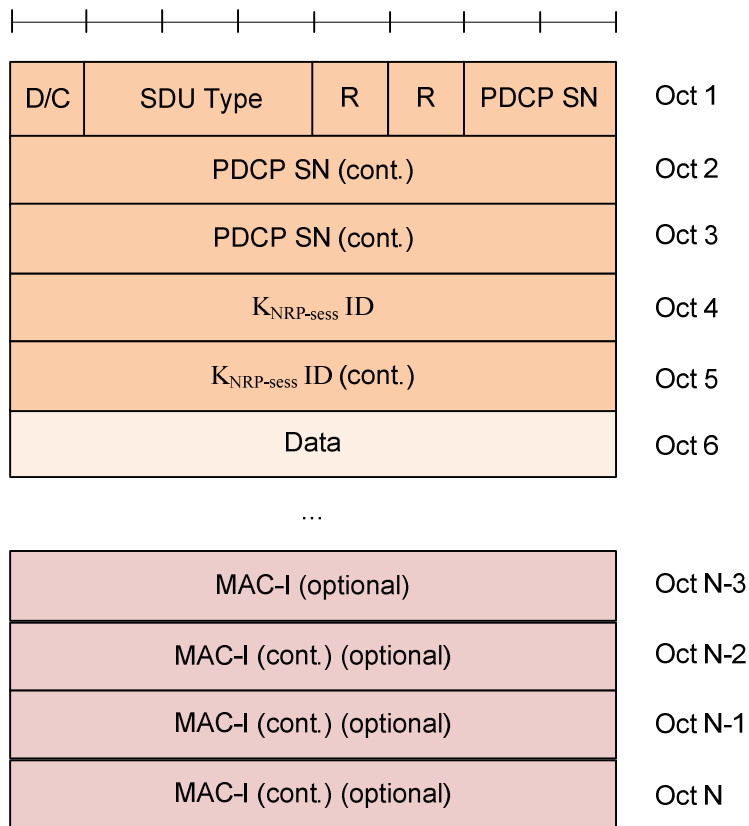 D/C SDU Type R R PDCP SN Oct 1
PDCP SN (cont.) Oct 2
PDCP SN (cont.) Oct 3
KNRP-sess ID Oct 4
KNRP-sess ID (cont.) Oct 5
Data Oct 6
...
MAC-I (optional) Oct N-3
MAC-I (cont.) (optional) Oct N-2
MAC-I (cont.) (optional) Oct N-1
MAC-I (cont.) (optional) Oct N